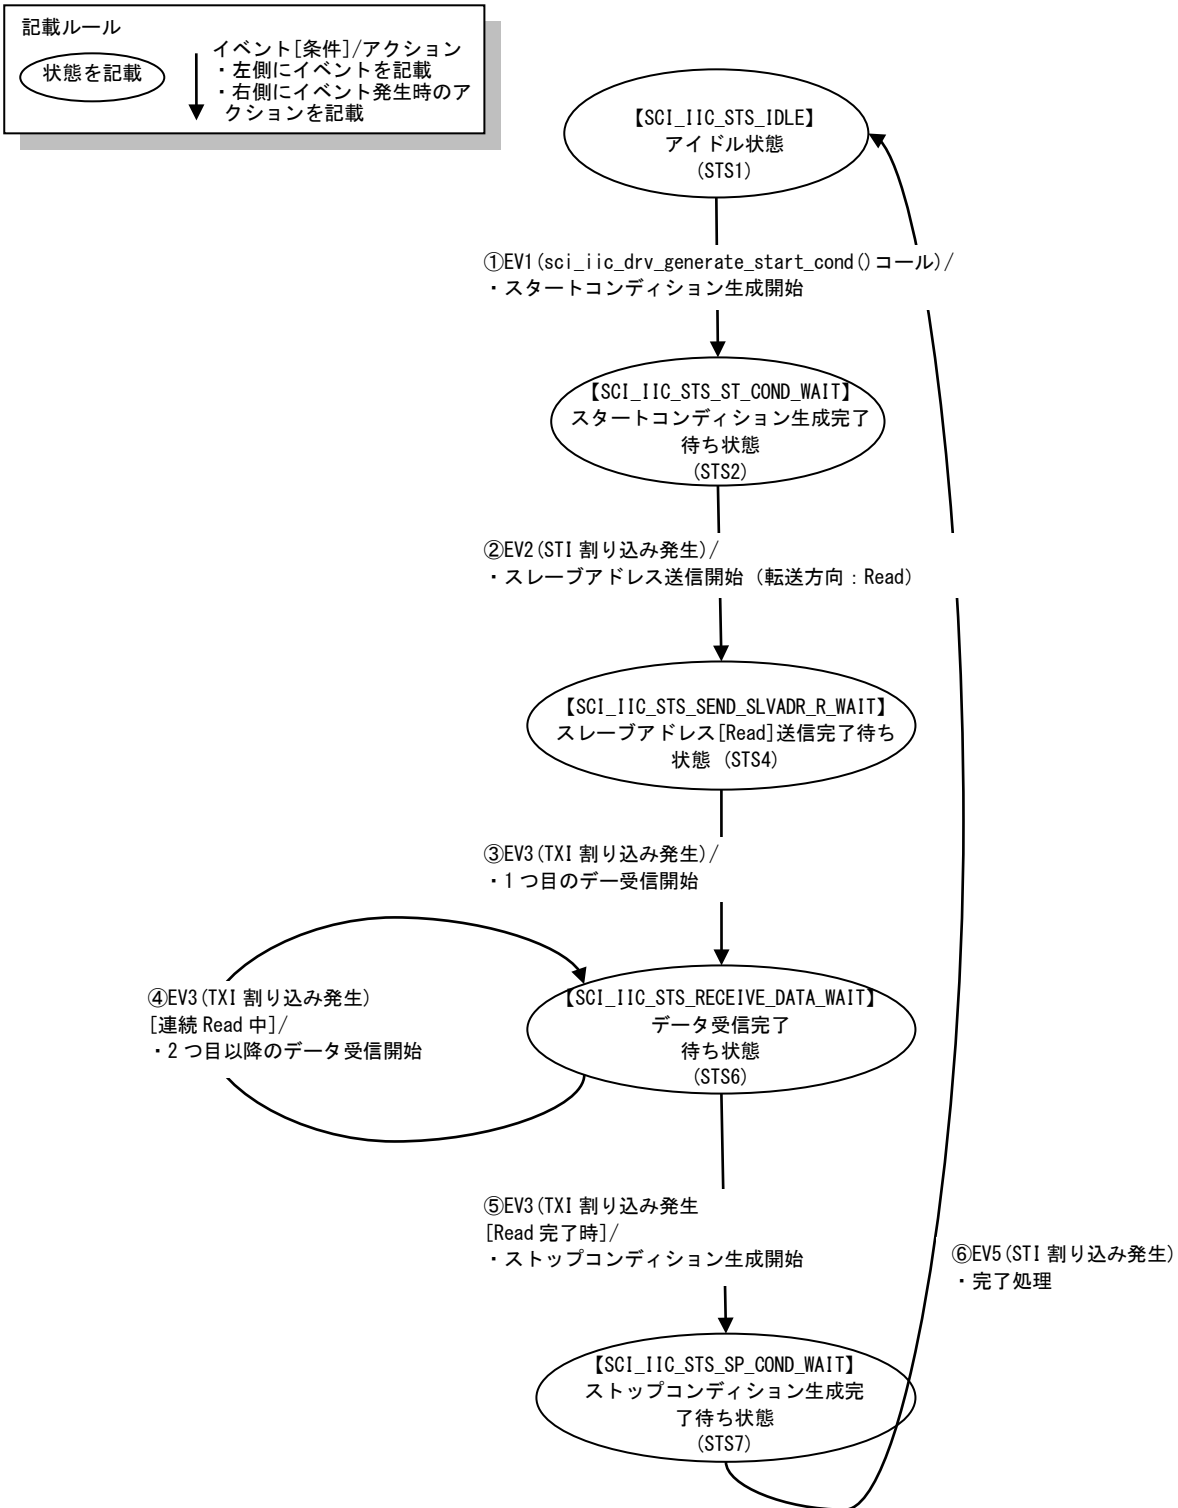 記載ルール
状態を記載
イベント[条件]/アクション
・左側にイベントを記載
・右側にイベント発生時のア
クションを記載
【SCI_IIC_STS_IDLE】
アイドル状態
(STS1)
①EV1(sci_iic_drv_generate_start_cond()コール)/
・スタートコンディション生成開始
【SCI_IIC_STS_ST_COND_WAIT】
スタートコンディション生成完了
待ち状態
(STS2)
②EV2(STI 割り込み発生)/
・スレーブアドレス送信開始（転送方向：Read）
【SCI_IIC_STS_SEND_SLVADR_R_WAIT】
スレーブアドレス[Read]送信完了待ち
状態 (STS4)
③EV3(TXI 割り込み発生)/
・1 つ目のデー受信開始
④EV3(TXI 割り込み発生)
[連続 Read 中]/
・2 つ目以降のデータ受信開始
【SCI_IIC_STS_RECEIVE_DATA_WAIT】
データ受信完了
待ち状態
(STS6)
⑤EV3(TXI 割り込み発生
[Read 完了時]/
・ストップコンディション生成開始
⑥EV5(STI 割り込み発生)
・完了処理
【SCI_IIC_STS_SP_COND_WAIT】
ストップコンディション生成完
了待ち状態
(STS7)